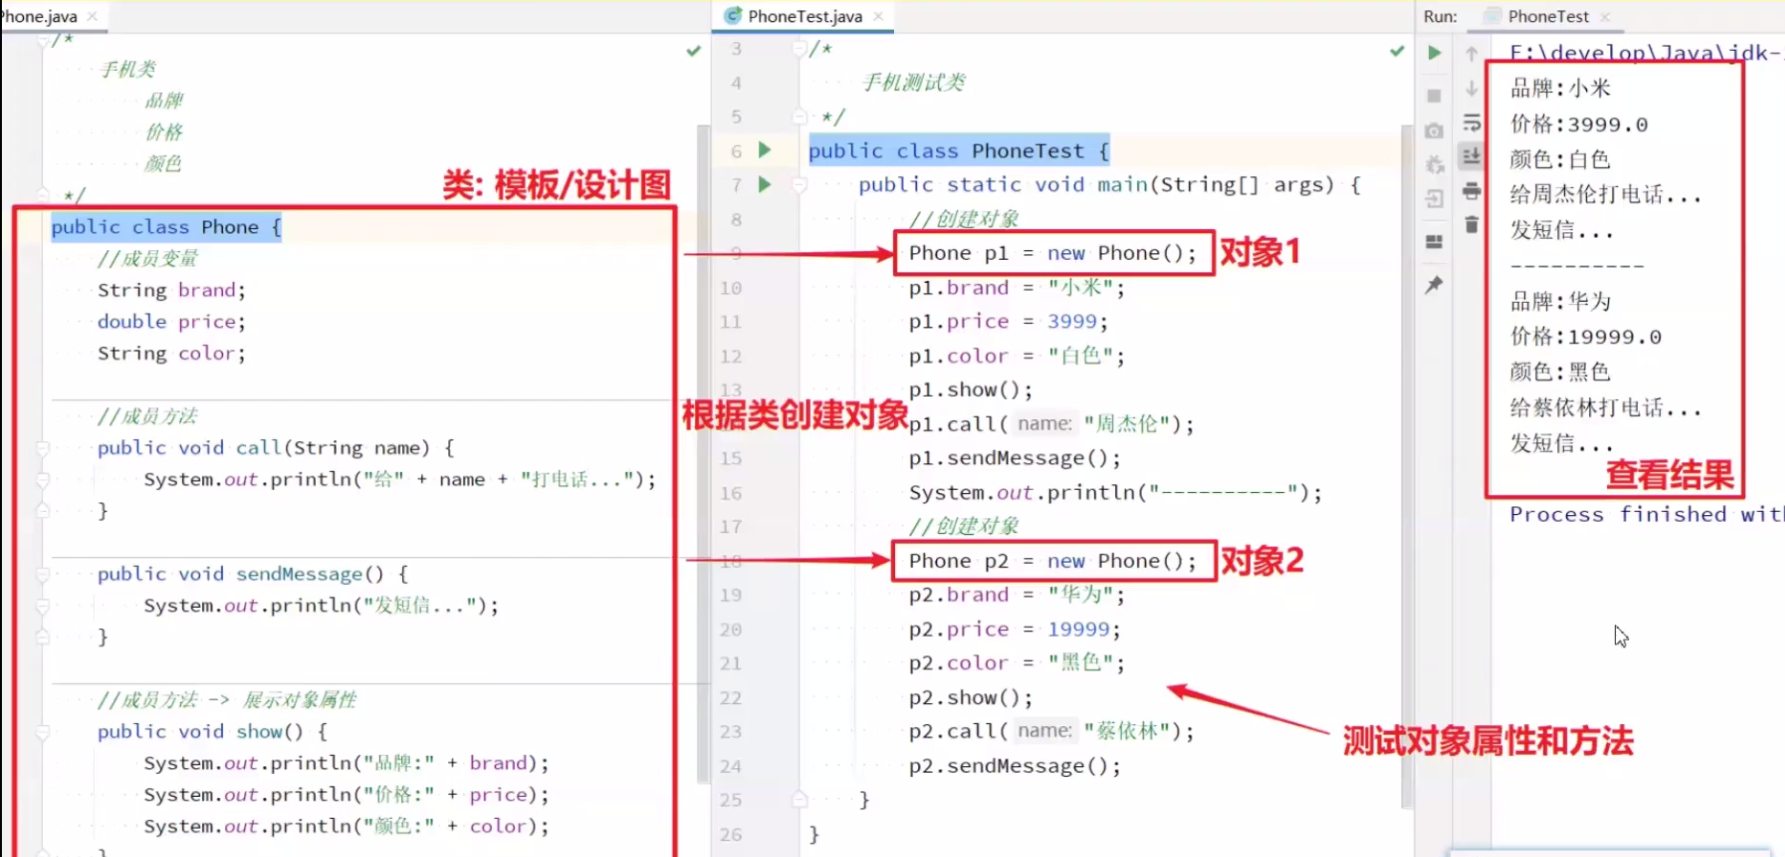 Phone.java
/*
手机类
品牌
价格
颜色
*/
类: 模板/设计图
public class Phone {
//成员变量
String brand;
double price;
String color;
//成员方法
public void call(String name) {
System.out.println("给" + name + "打电话...");
}
public void sendMessage() {
System.out.println("发短信...");
}
//成员方法 -> 展示对象属性
public void show() {
System.out.println("品牌:" + brand);
System.out.println("价格:" + price);
System.out.println("颜色:" + color);
}
根据类创建对象
PhoneTest.java
3 /*
4 手机测试类
5 */
6 public class PhoneTest {
7 public static void main(String[] args) {
8 //创建对象
9 Phone p1 = new Phone(); 对象1
10 p1.brand = "小米";
11 p1.price = 3999;
12 p1.color = "白色";
13 p1.show();
p1.call( name: "周杰伦");
15 p1.sendMessage();
16 System.out.println("----------");
17 //创建对象
18 Phone p2 = new Phone(); 对象2
19 p2.brand = "华为";
20 p2.price = 19999;
21 p2.color = "黑色";
22 p2.show();
23 p2.call( name: "蔡依林");
24 p2.sendMessage();
25 }
26 }
测试对象属性和方法
Run: PhoneTest
F:\develop\Java\jdk-
品牌:小米
价格:3999.0
颜色:白色
给周杰伦打电话...
发短信...
----------
品牌:华为
价格:19999.0
颜色:黑色
给蔡依林打电话...
发短信...
查看结果
Process finished with